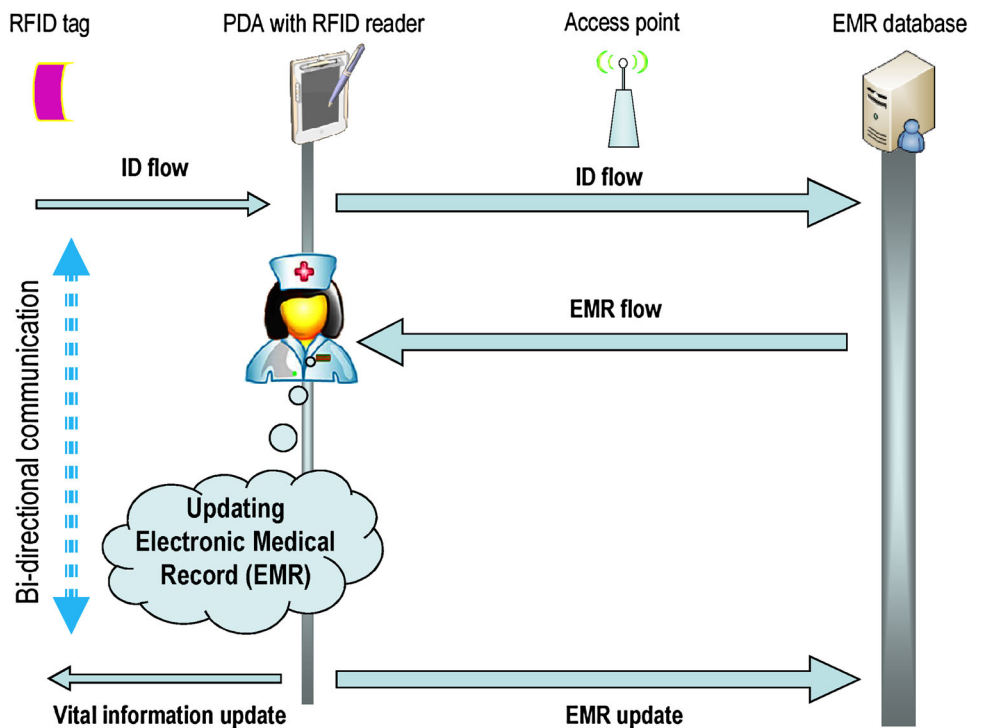 RFID tag
PDA with RFID reader
Access point
EMR database
ID flow
ID flow
EMR flow
Bi-directional communication
Updating
Electronic Medical
Record (EMR)
Vital information update
EMR update